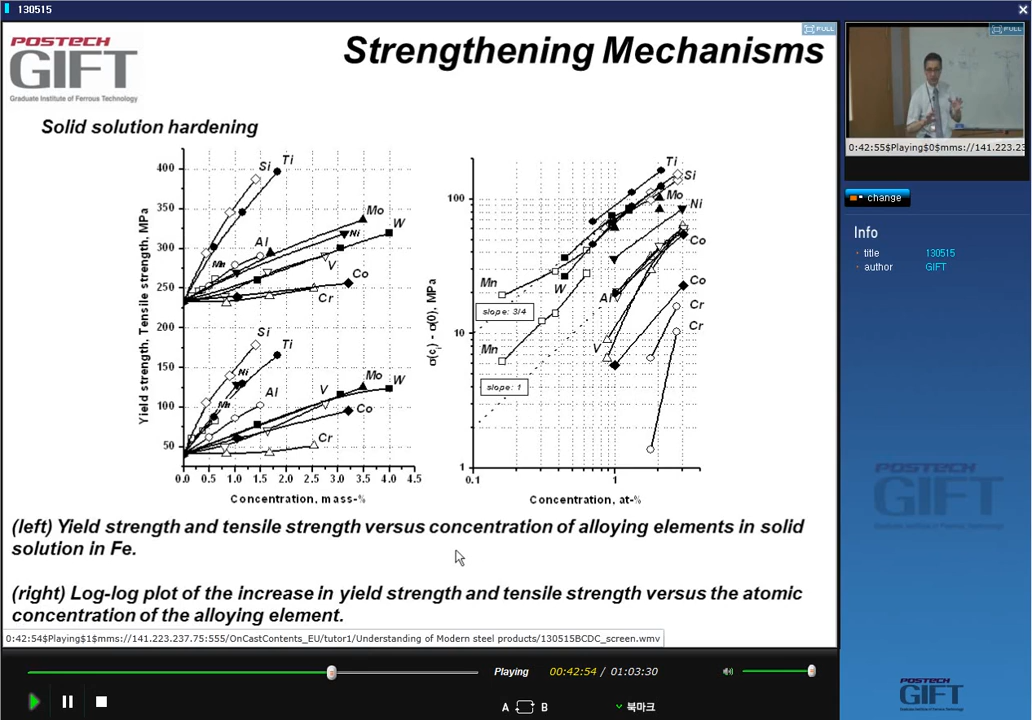 130515
FULL
POSTECH
GIFT
Graduate Institute of Ferrous Technology
Strengthening Mechanisms
Solid solution hardening
Yield strength. Tensile strength. MPa
400
350
300
250
200
150
100
50
0.0 0.5 1.0 1.5 2.0 2.5 3.0 3.5 4.0 4.5
Concentration, mass-%
Si Ti
Mo
W
Ni
Al
Mn
V
Co
Cr
Si
Ti
Ni
Mo
W
V
Al
Mn
Co
Cr
σ(ci) - σ(0), MPa
100
10
1
0.1
1
Concentration, at-%
Ti
Si
Mo
Ni
Co
Mn
W
Al
slope: 3/4
Co
Cr
Cr
Mn
V
slope: 1
(left) Yield strength and tensile strength versus concentration of alloying elements in solid
solution in Fe.
(right) Log-log plot of the increase in yield strength and tensile strength versus the atomic
concentration of the alloying element.
0:42:54$Playing$1$mms://141.223.237.75:555/OnCastContents_EU/tutor1/Understanding of Modern steel products/130515BCDC_screen.wmv
Playing
00:42:54 / 01:03:30
A B
북마크
FULL
0:42:55$Playing$0$mms://141.223.23
change
Info
title 130515
author GIFT
POSTECH
GIFT
POSTECH
GIFT